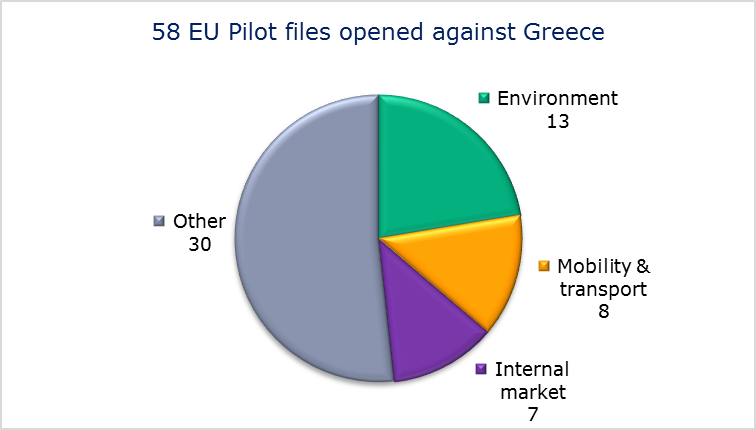 58 EU Pilot files opened against Greece
Environment
13
Other
30
Mobility &
transport
8
Internal
market
7